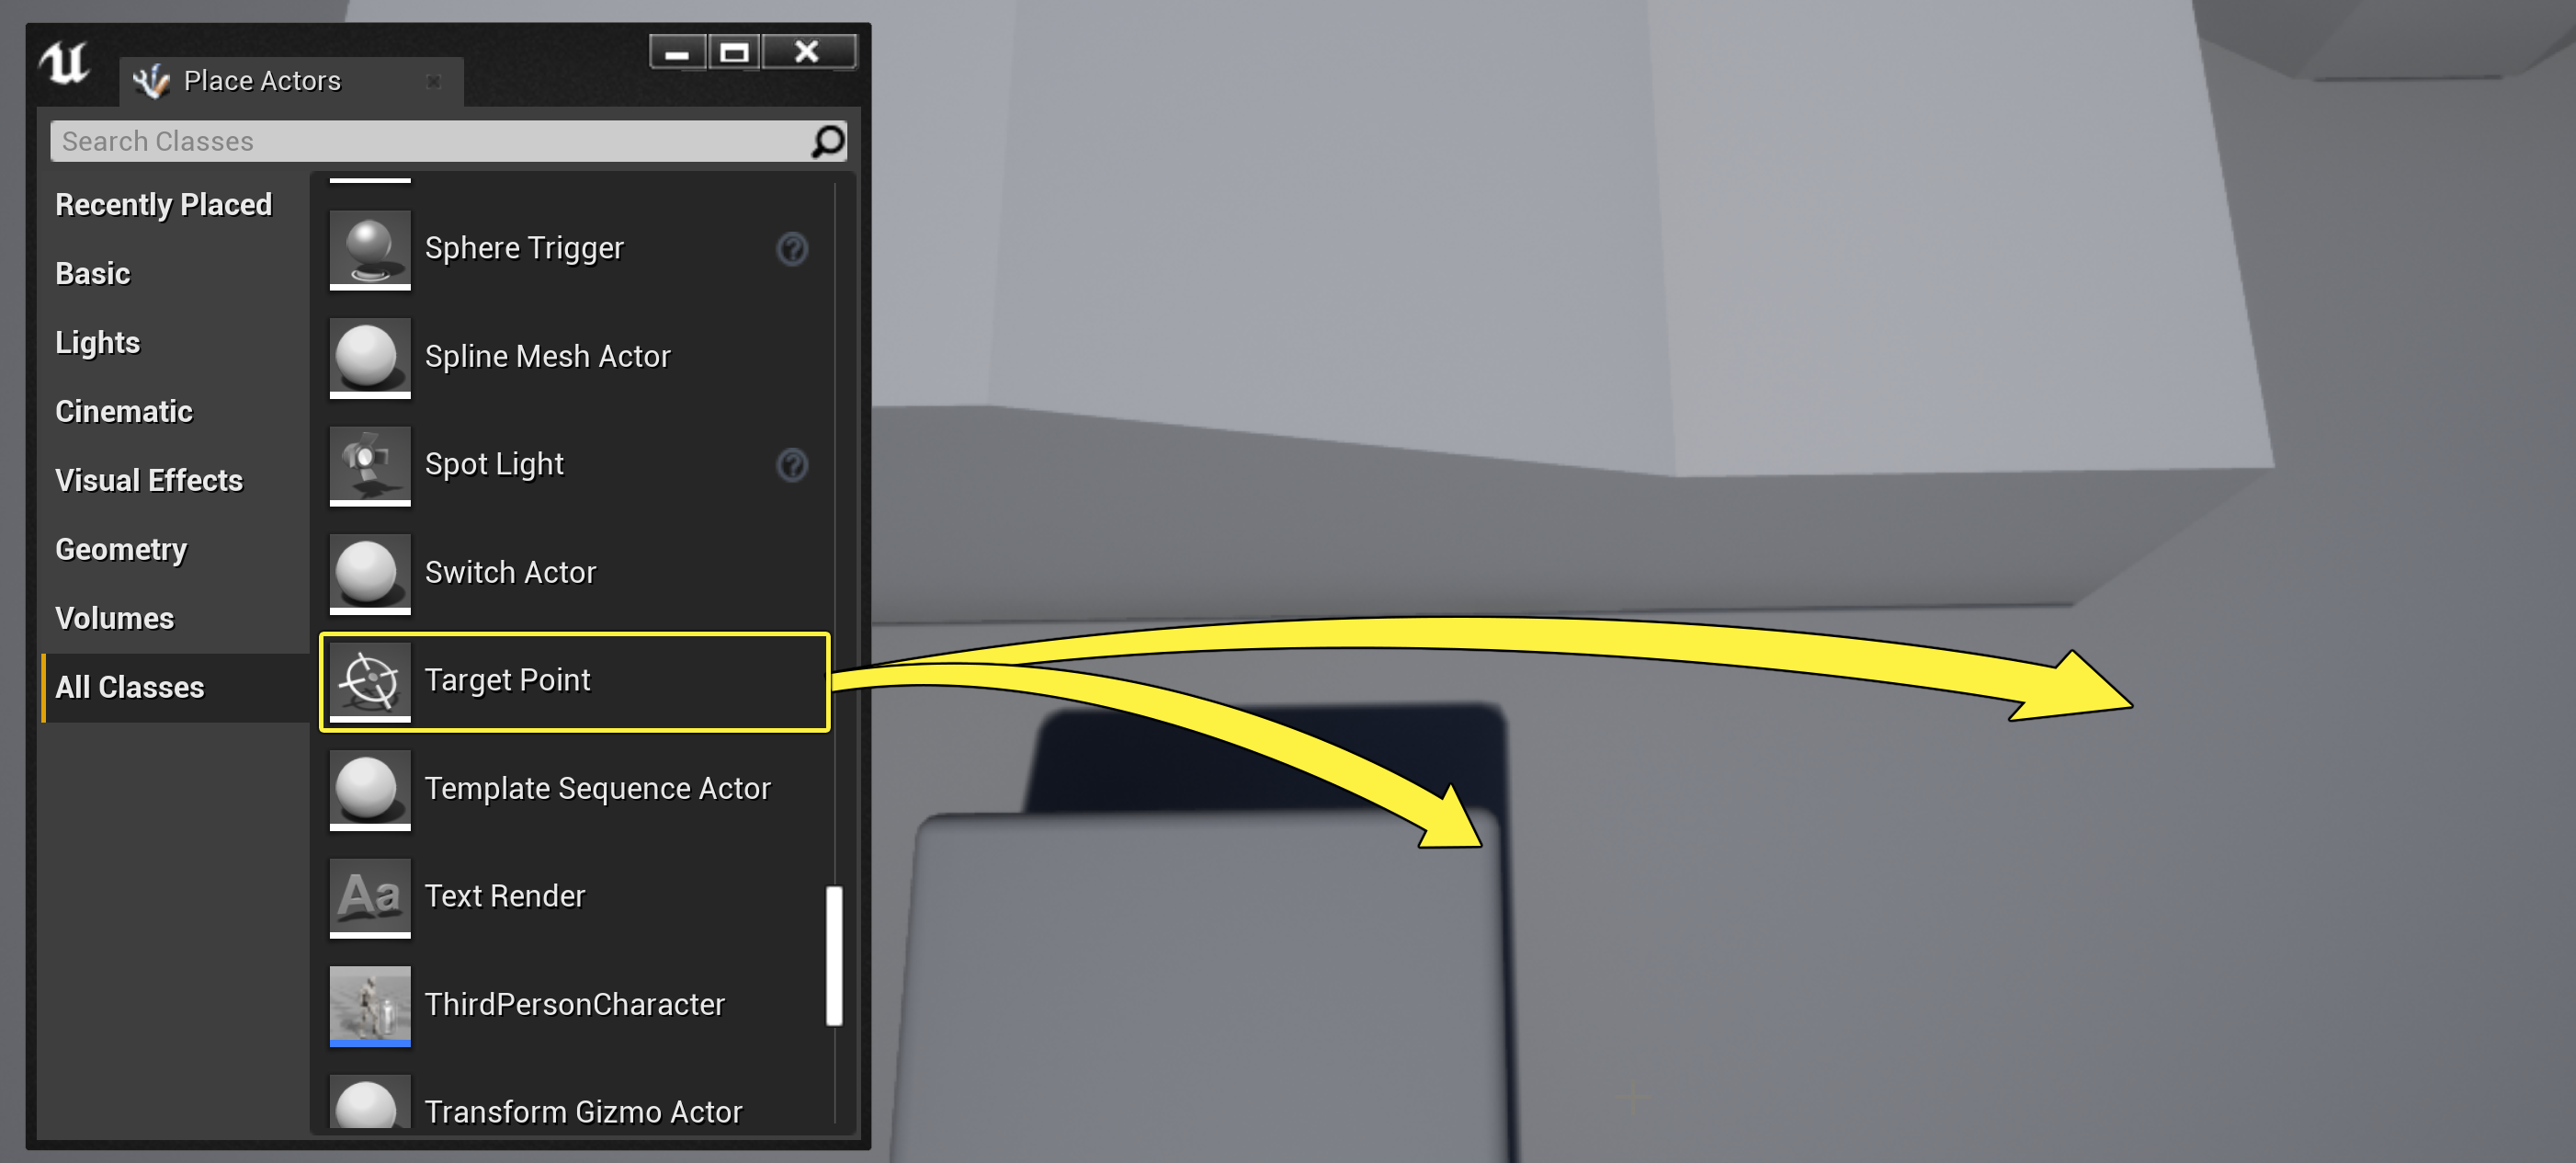 Place Actors
Search Classes
Recently Placed
Basic
Lights
Cinematic
Visual Effects
Geometry
Volumes
All Classes
Sphere Trigger
Spline Mesh Actor
Spot Light
Switch Actor
Target Point
Template Sequence Actor
Aa
Text Render
ThirdPersonCharacter
Transform Gizmo Actor